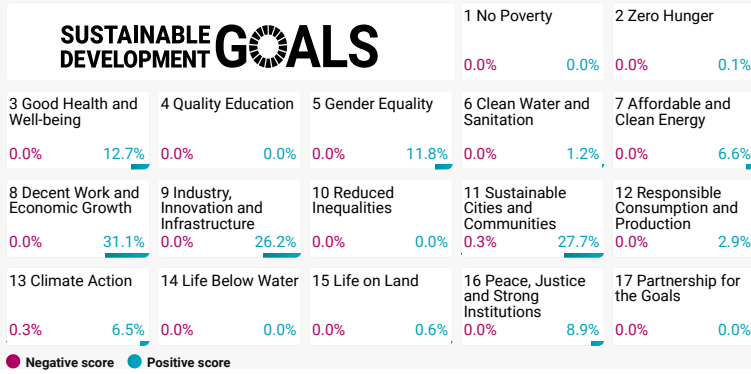 SUSTAINABLE
DEVELOPMENT GOALS
1 No Poverty
0.0% 0.0%
2 Zero Hunger
0.0% 0.1%
3 Good Health and
Well-being
0.0% 12.7%
4 Quality Education
0.0% 0.0%
5 Gender Equality
0.0% 11.8%
6 Clean Water and
Sanitation
0.0% 1.2%
7 Affordable and
Clean Energy
0.0% 6.6%
8 Decent Work and
Economic Growth
0.0% 31.1%
9 Industry,
Innovation and
Infrastructure
0.0% 26.2%
10 Reduced
Inequalities
0.0% 0.0%
11 Sustainable
Cities and
Communities
0.3% 27.7%
12 Responsible
Consumption and
Production
0.0% 2.9%
13 Climate Action
0.3% 6.5%
14 Life Below Water
0.0% 0.0%
15 Life on Land
0.0% 0.6%
16 Peace, Justice
and Strong
Institutions
0.0% 8.9%
17 Partnership for
the Goals
0.0% 0.0%
Negative score Positive score